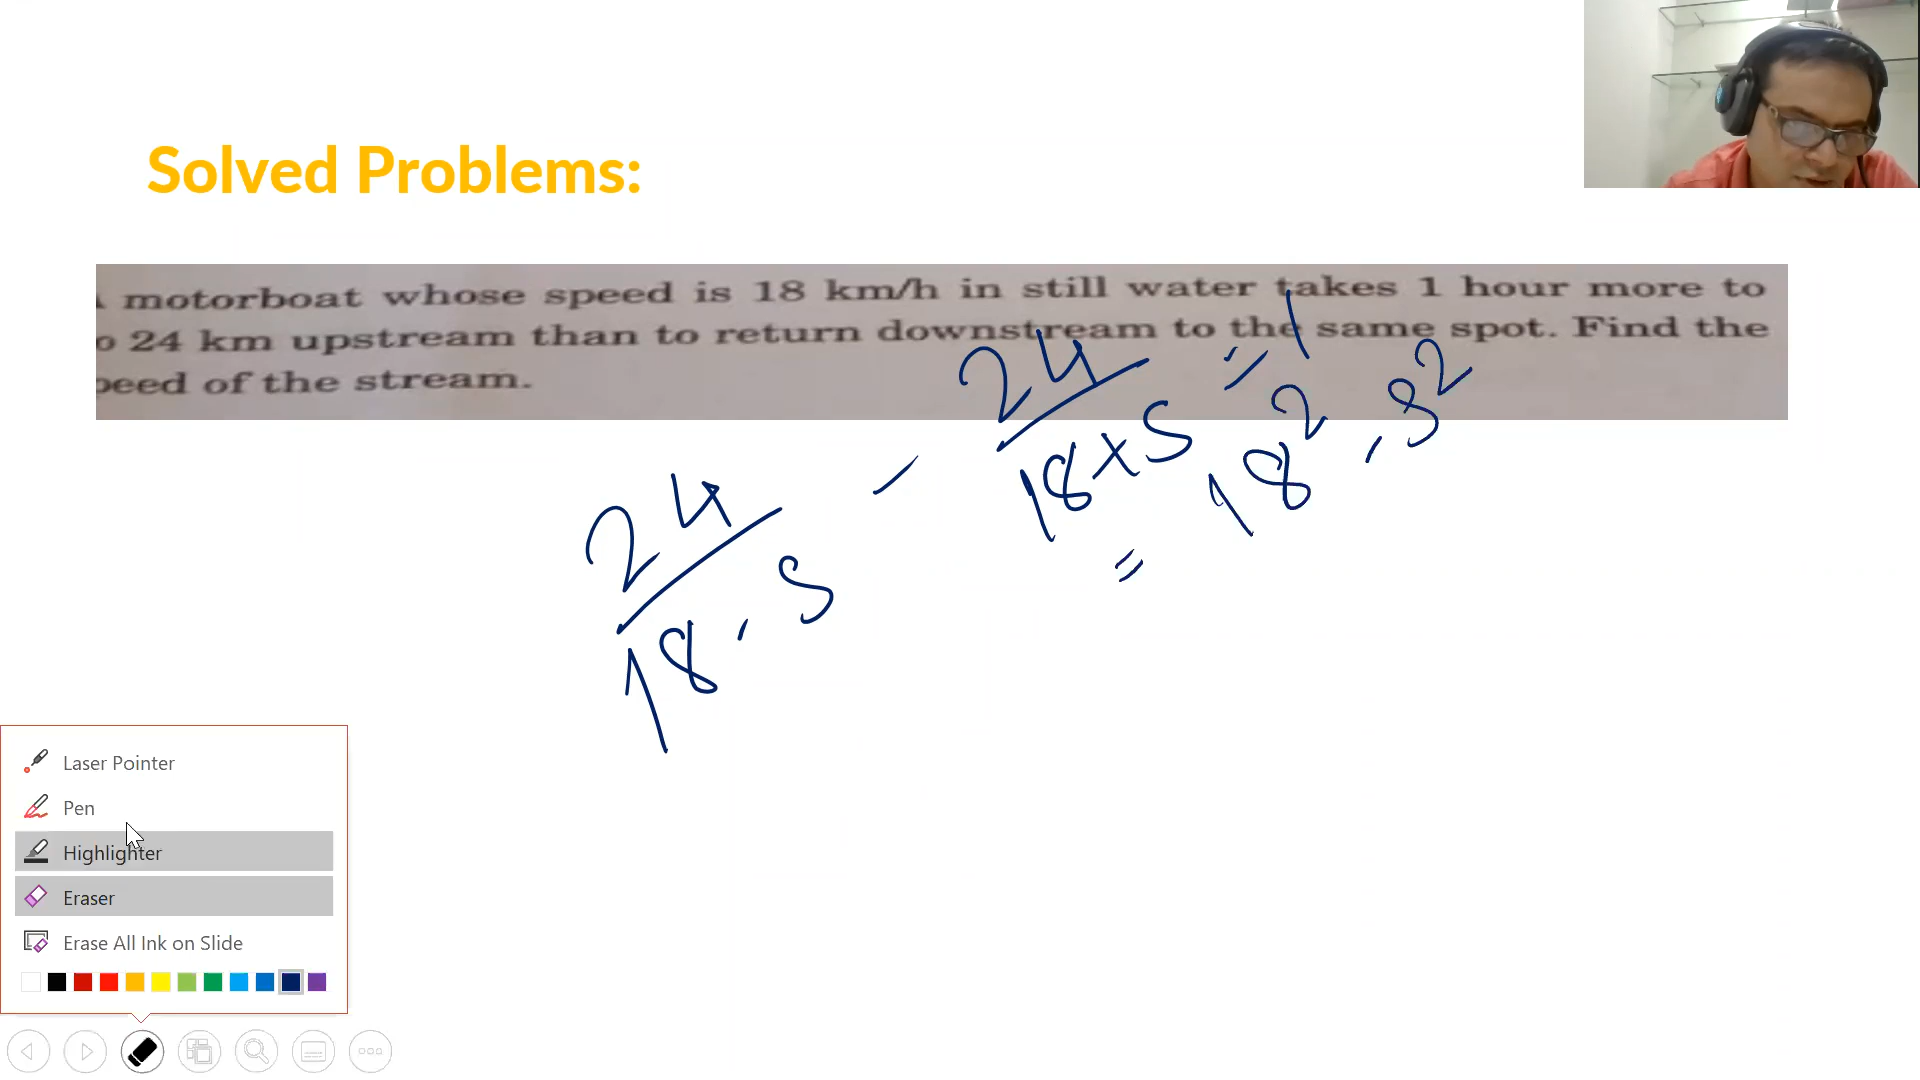 Solved Problems:
motorboat whose speed is 18 km/h in still water takes 1 hour more to
o 24 km upstream than to return downstream to the same spot. Find the
peed of the stream.
24/18 - S - 24/18 + S = 1
= 18² - S²
Laser Pointer
Pen
Highlighter
Eraser
Erase All Ink on Slide